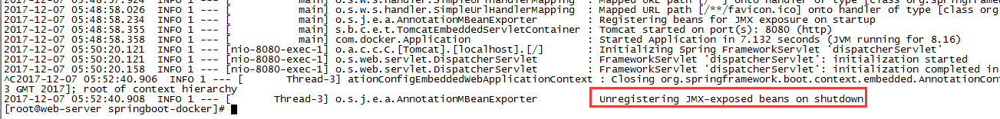 2017-12-07 05:48:57.924 INFO 1 --- [ main] o.s.w.s.handler.SimpleUrlHandlerMapping : Mapped URL path [/**] onto handler of type [class org.springframew
2017-12-07 05:48:58.026 INFO 1 --- [ main] o.s.w.s.handler.SimpleUrlHandlerMapping : Mapped URL path [/**/favicon.ico] onto handler of type [class org
2017-12-07 05:48:58.234 INFO 1 --- [ main] o.s.j.e.a.AnnotationMBeanExporter : Registering beans for JMX exposure on startup
2017-12-07 05:48:58.355 INFO 1 --- [ main] s.b.c.e.t.TomcatEmbeddedServletContainer : Tomcat started on port(s): 8080 (http)
2017-12-07 05:48:58.358 INFO 1 --- [ main] com.docker.Application : Started Application in 7.132 seconds (JVM running for 8.16)
2017-12-07 05:50:20.121 INFO 1 --- [nio-8080-exec-1] o.a.c.c.C.[Tomcat].[localhost].[/] : Initializing Spring FrameworkServlet 'dispatcherServlet'
2017-12-07 05:50:20.121 INFO 1 --- [nio-8080-exec-1] o.s.web.servlet.DispatcherServlet : FrameworkServlet 'dispatcherServlet': initialization started
2017-12-07 05:50:20.158 INFO 1 --- [nio-8080-exec-1] o.s.web.servlet.DispatcherServlet : FrameworkServlet 'dispatcherServlet': initialization completed in
^C2017-12-07 05:52:40.906 INFO 1 --- [ Thread-3] ationConfigEmbeddedWebApplicationContext : Closing org.springframework.boot.context.embedded.AnnotationCon
3 GMT 2017]; root of context hierarchy
2017-12-07 05:52:40.908 INFO 1 --- [ Thread-3] o.s.j.e.a.AnnotationMBeanExporter : Unregistering JMX-exposed beans on shutdown
[root@web-server springboot-docker]#